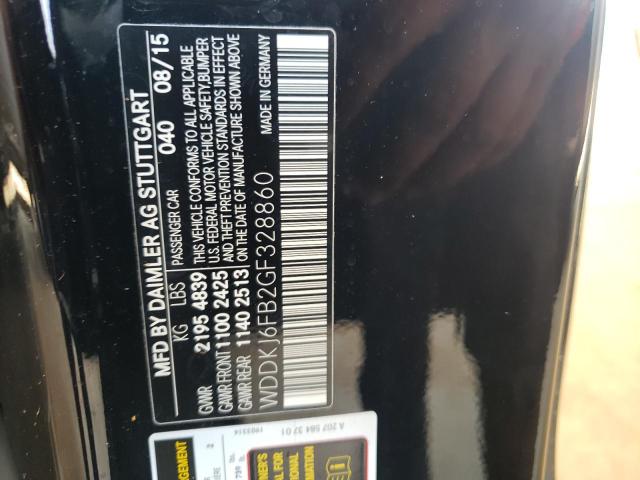 MFD BY DAIMLER AG STUTTGART
040 08/15
KG LBS PASSENGER CAR
GAWR 2195 4839 THIS VEHICLE CONFORMS TO ALL APPLICABLE
U.S. FEDERAL MOTOR VEHICLE SAFETY, BUMPER
GAWR FRONT 1100 2425 AND THEFT PREVENTION STANDARDS IN EFFECT
GAWR REAR 1140 2513 ON THE DATE OF MANUFACTURE SHOWN ABOVE
WDDKJ6FB2GF328860 MADE IN GERMANY
A 207 584 37 01